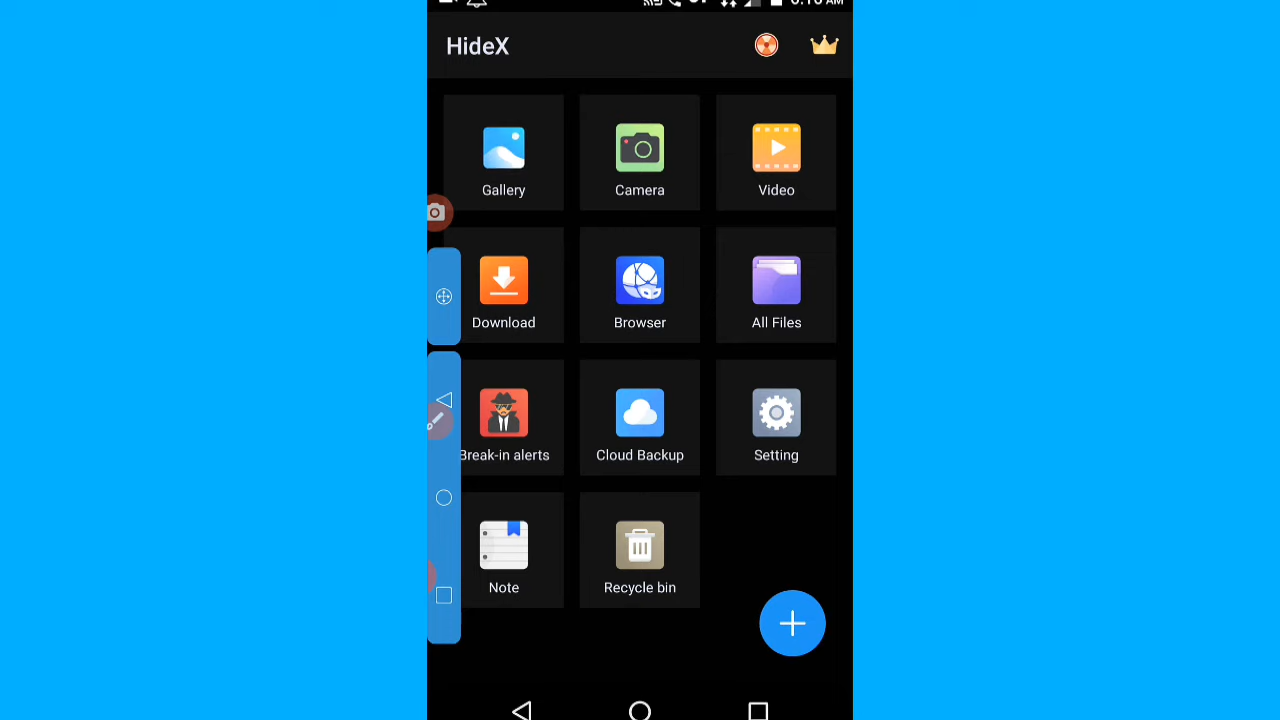 HideX
Gallery
Camera
Video
Download
Browser
All Files
Break-in alerts
Cloud Backup
Setting
Note
Recycle bin